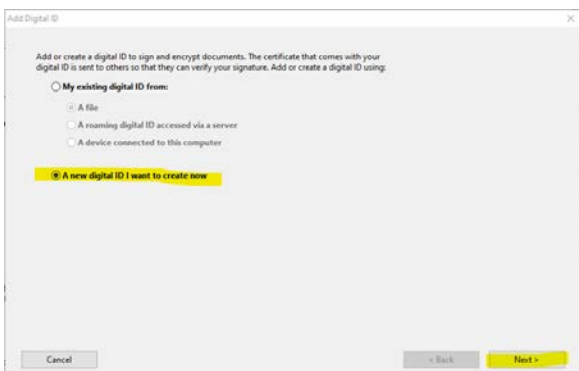 Add Digital ID
Add or create a digital ID to sign and encrypt documents. The certificate that comes with your
digital ID is sent to others so that they can verify your signature. Add or create a digital ID using:
My existing digital ID from:
A file
A roaming digital ID accessed via a server
A device connected to this computer
A new digital ID I want to create now
Cancel
< Back
Next >